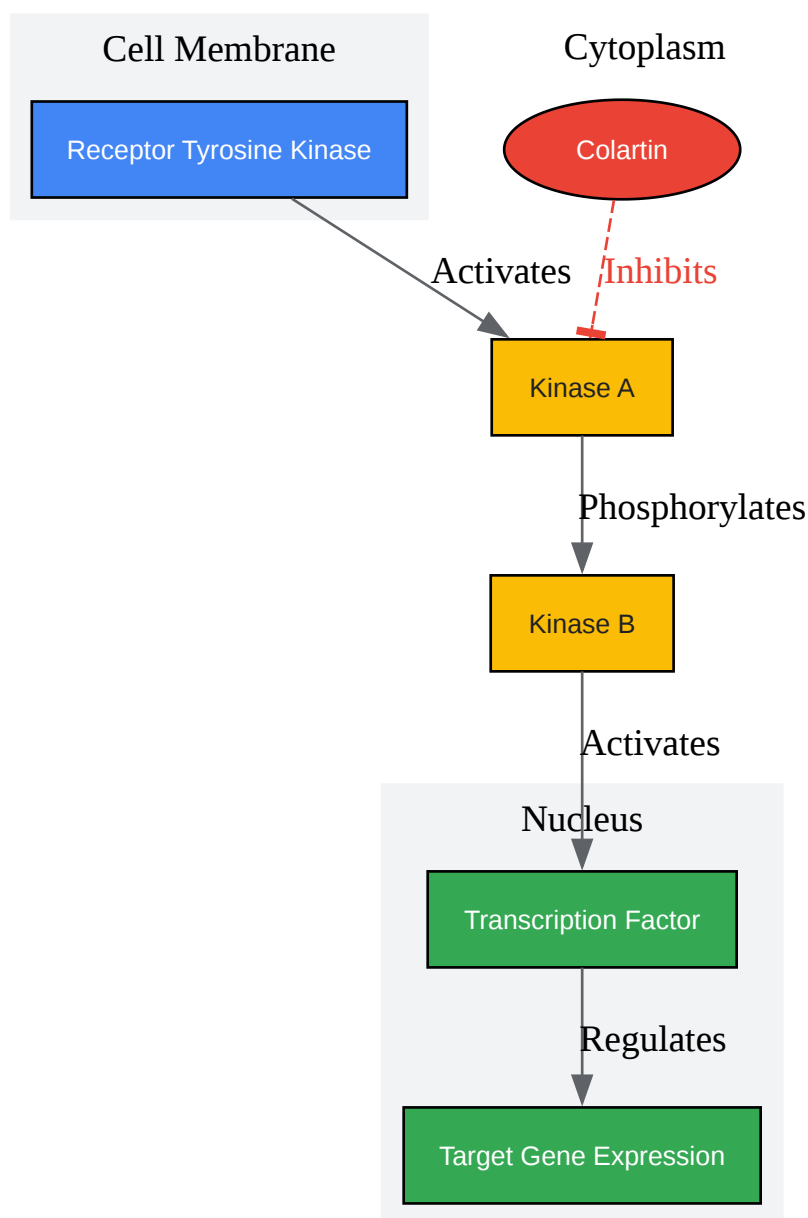 Cell Membrane
Cytoplasm
Receptor Tyrosine Kinase
Colartin
Activates
Inhibits
Kinase A
Phosphorylates
Kinase B
Activates
Nucleus
Transcription Factor
Regulates
Target Gene Expression